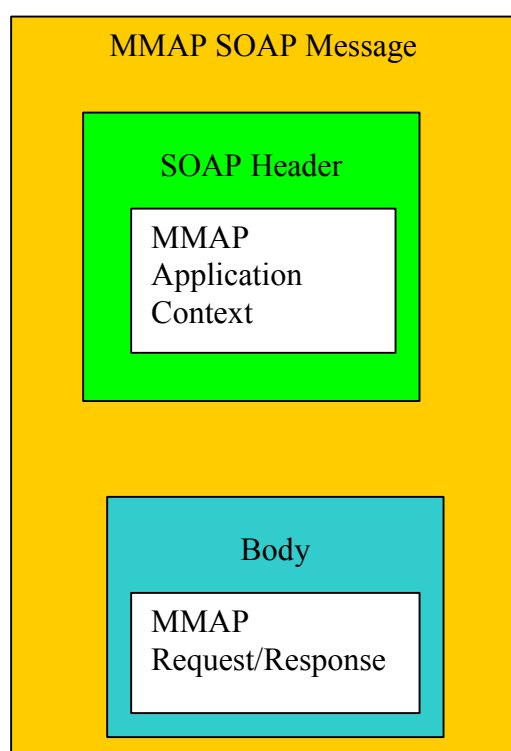 MMAP SOAP Message
SOAP Header
MMAP
Application
Context
Body
MMAP
Request/Response